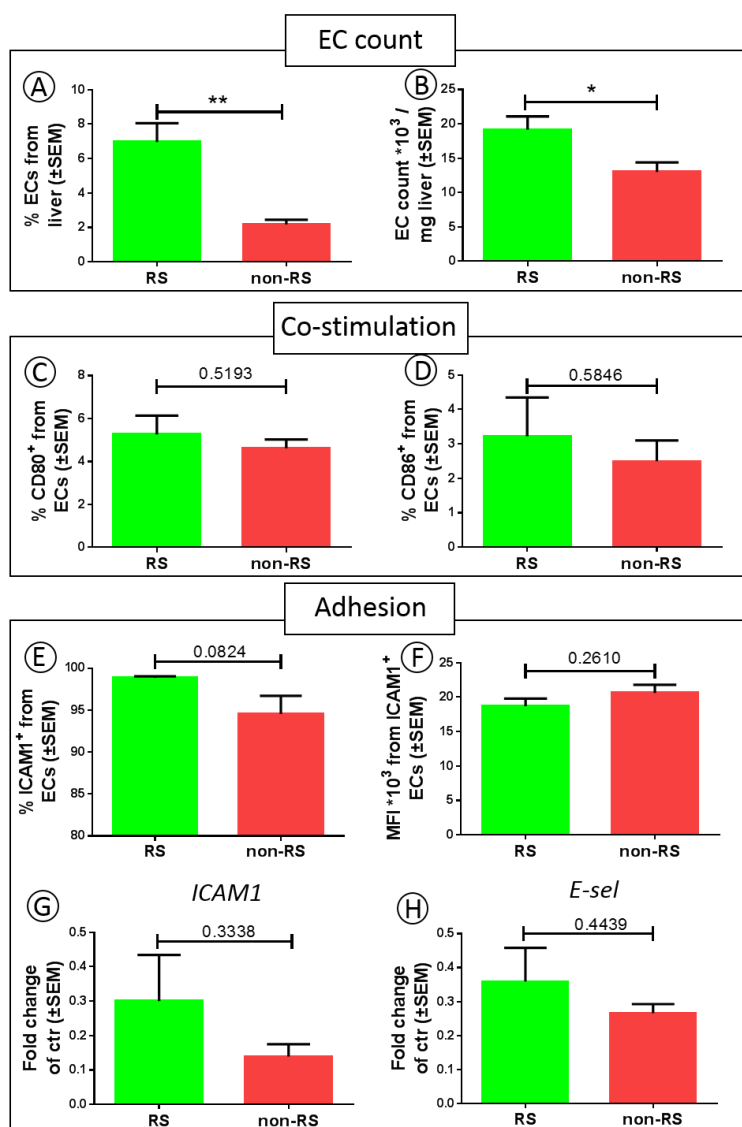 EC count
A
% ECs from
liver (±SEM)
10
8
6
4
2
0
**
RS
non-RS
B
EC count *10³ /
mg liver (±SEM)
25
20
15
10
5
0
*
RS
non-RS
Co-stimulation
C
% CD80⁺ from
ECs (±SEM)
8
6
4
2
0
0.5193
RS
non-RS
D
% CD86⁺ from
ECs (±SEM)
5
4
3
2
1
0
0.5846
RS
non-RS
Adhesion
E
% ICAM1⁺ from
ECs (±SEM)
100
95
90
85
80
0.0824
RS
non-RS
F
MFI *10³ from ICAM1⁺
ECs (±SEM)
25
20
15
10
5
0
0.2610
RS
non-RS
G
ICAM1
Fold change
of ctr (±SEM)
0.5
0.4
0.3
0.2
0.1
0.0
0.3338
RS
non-RS
H
E-sel
Fold change
of ctr (±SEM)
0.5
0.4
0.3
0.2
0.1
0.0
0.4439
RS
non-RS